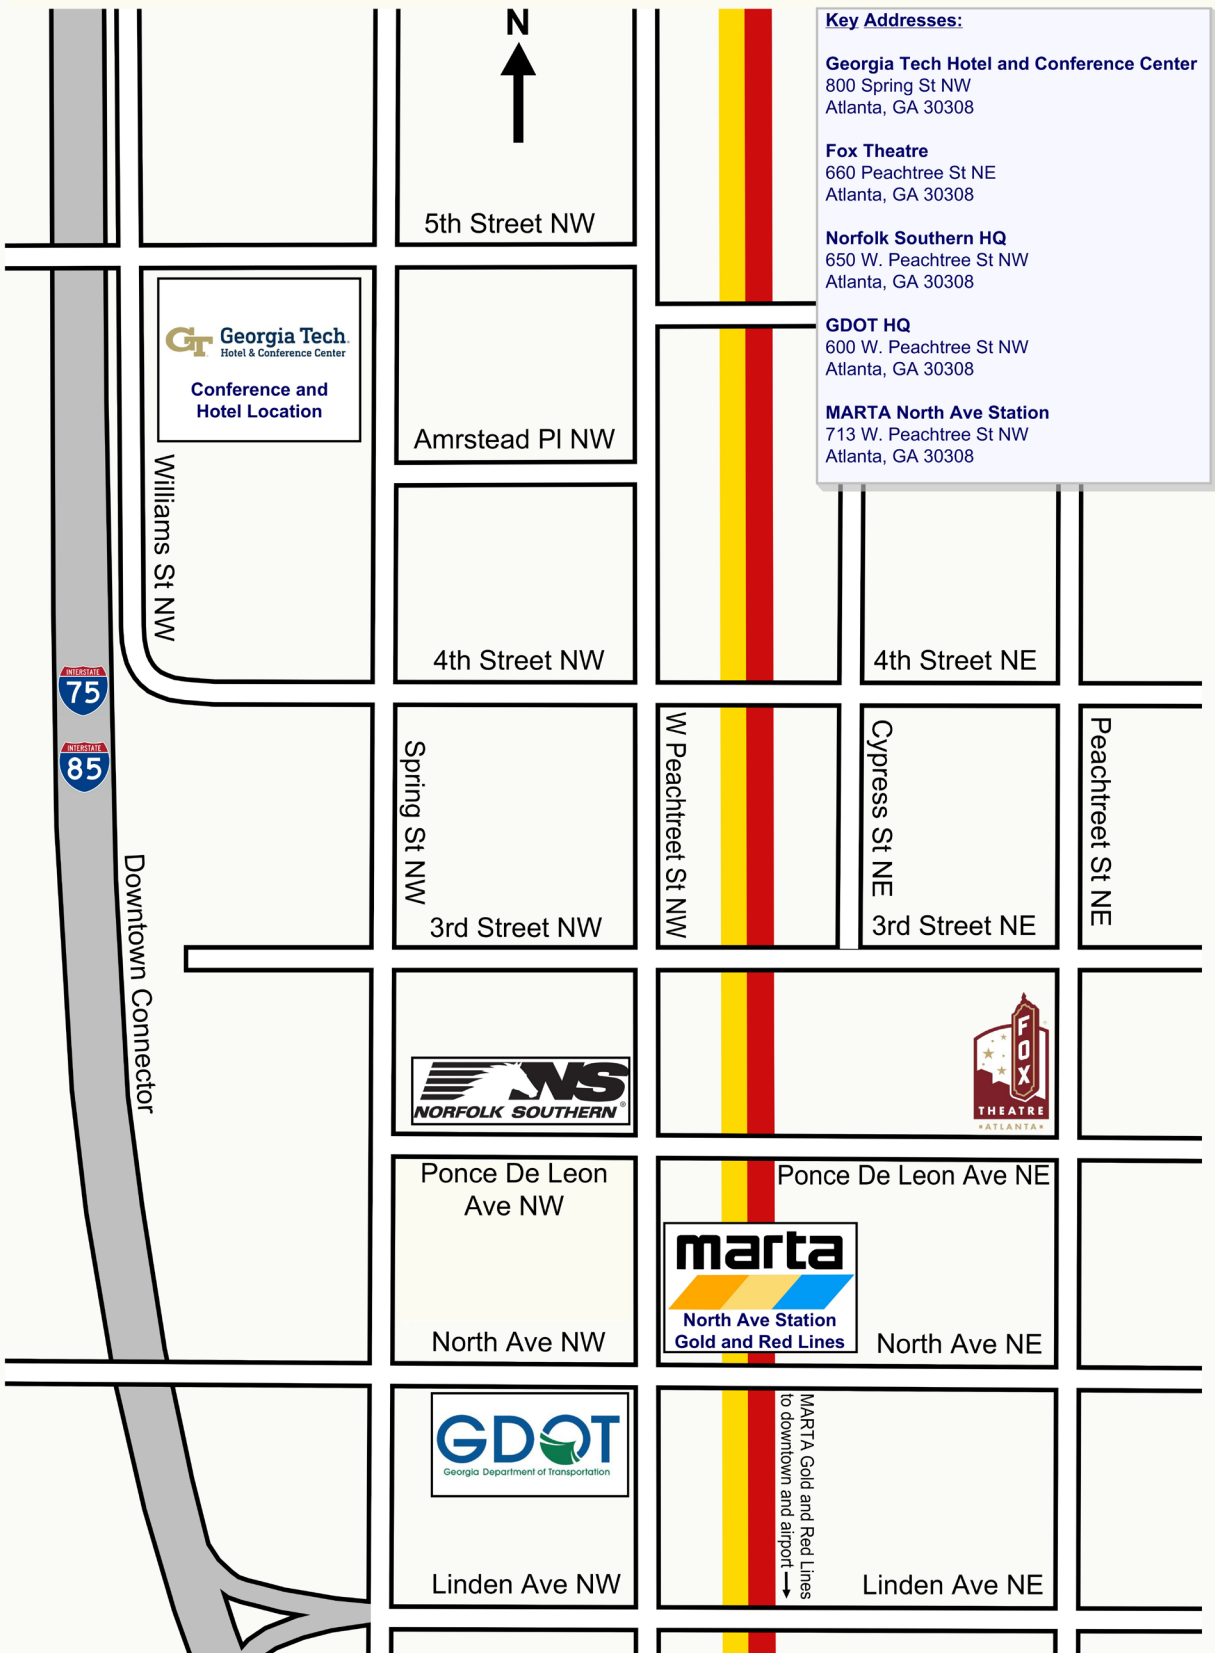 N
Key Addresses:
Georgia Tech Hotel and Conference Center
800 Spring St NW
Atlanta, GA 30308
Fox Theatre
660 Peachtree St NE
Atlanta, GA 30308
Norfolk Southern HQ
650 W. Peachtree St NW
Atlanta, GA 30308
GDOT HQ
600 W. Peachtree St NW
Atlanta, GA 30308
MARTA North Ave Station
713 W. Peachtree St NW
Atlanta, GA 30308
5th Street NW
GT Georgia Tech.
Hotel & Conference Center
Conference and
Hotel Location
Amrstead Pl NW
Williams St NW
4th Street NW
4th Street NE
INTERSTATE
75
INTERSTATE
85
Spring St NW
W Peachtreet St NW
Cypress St NE
Peachtreet St NE
Downtown Connector
3rd Street NW
3rd Street NE
NS
NORFOLK SOUTHERN®
FOX
THEATRE
•ATLANTA•
Ponce De Leon
Ave NW
Ponce De Leon Ave NE
marta
North Ave Station
Gold and Red Lines
North Ave NW
North Ave NE
GDOT
Georgia Department of Transportation
MARTA Gold and Red Lines
to downtown and airport
Linden Ave NW
Linden Ave NE